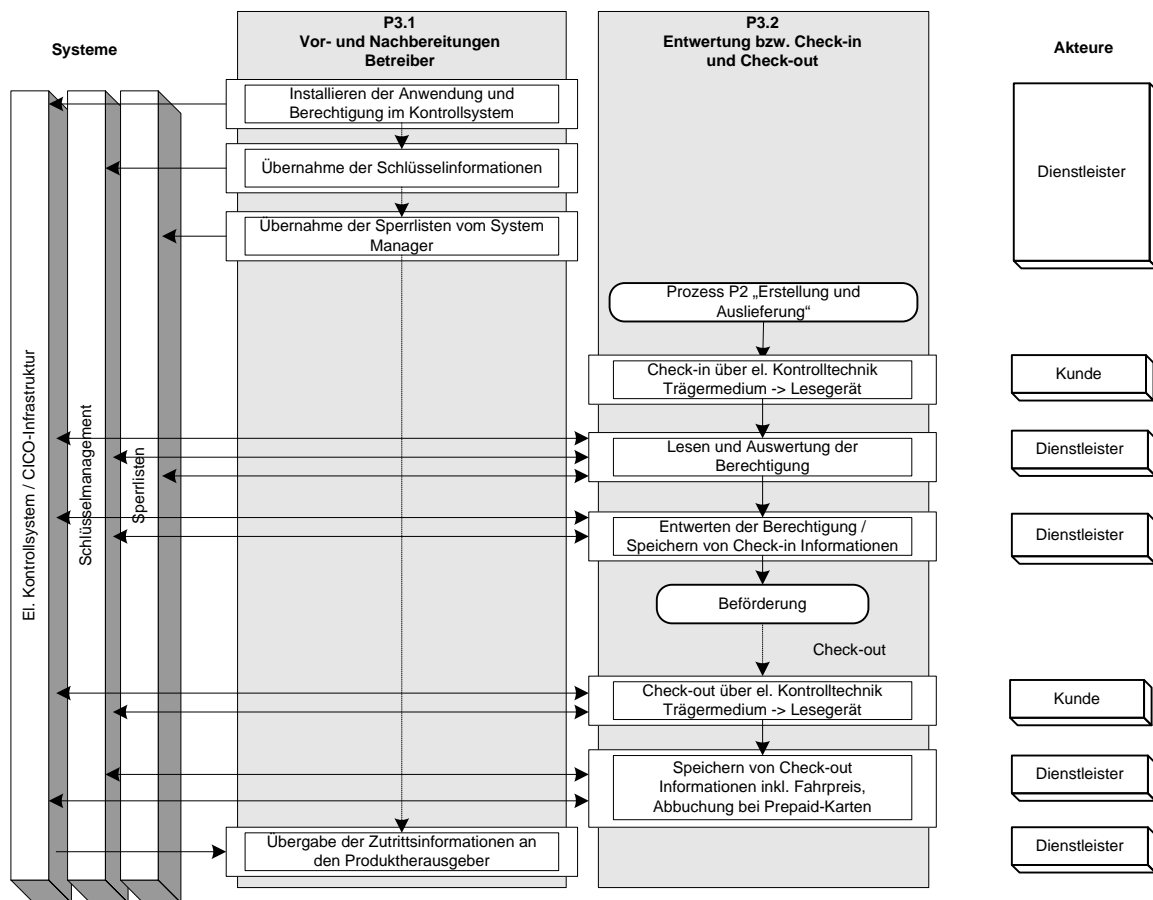 P3.1
Vor- und Nachbereitungen
Betreiber
P3.2
Entwertung bzw. Check-in
und Check-out
Systeme
Akteure
Installieren der Anwendung und
Berechtigung im Kontrollsystem
Übernahme der Schlüsselinformationen
Dienstleister
Übernahme der Sperrlisten vom System
Manager
Prozess P2 „Erstellung und
Auslieferung“
Check-in über el. Kontrolltechnik
Trägermedium -> Lesegerät
Kunde
El. Kontrollsystem / CICO-Infrastruktur
Schlüsselmanagement
Sperrlisten
Lesen und Auswertung der
Berechtigung
Dienstleister
Entwerten der Berechtigung /
Speichern von Check-in Informationen
Dienstleister
Beförderung
Check-out
Check-out über el. Kontrolltechnik
Trägermedium -> Lesegerät
Kunde
Speichern von Check-out
Informationen inkl. Fahrpreis,
Abbuchung bei Prepaid-Karten
Dienstleister
Übergabe der Zutrittsinformationen an
den Produktherausgeber
Dienstleister